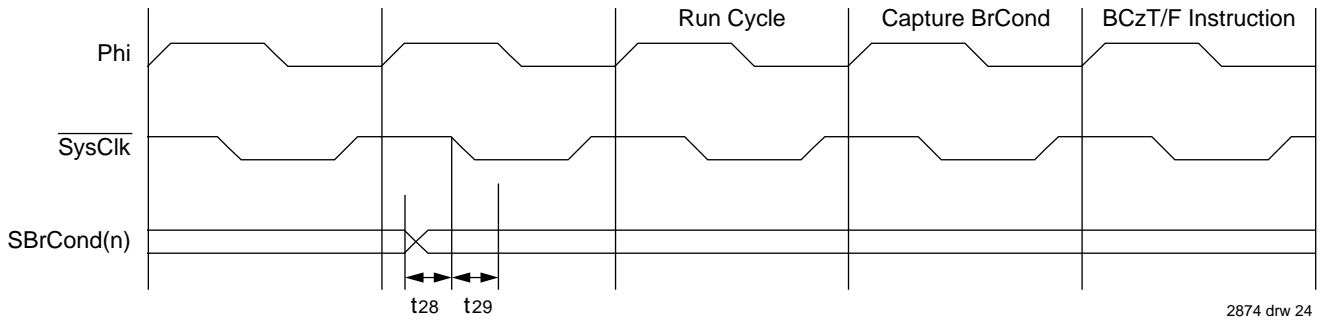 Run Cycle
Capture BrCond
BCzT/F Instruction
Phi
SysClk
SBrCond(n)
t28
t29
2874 drw 24